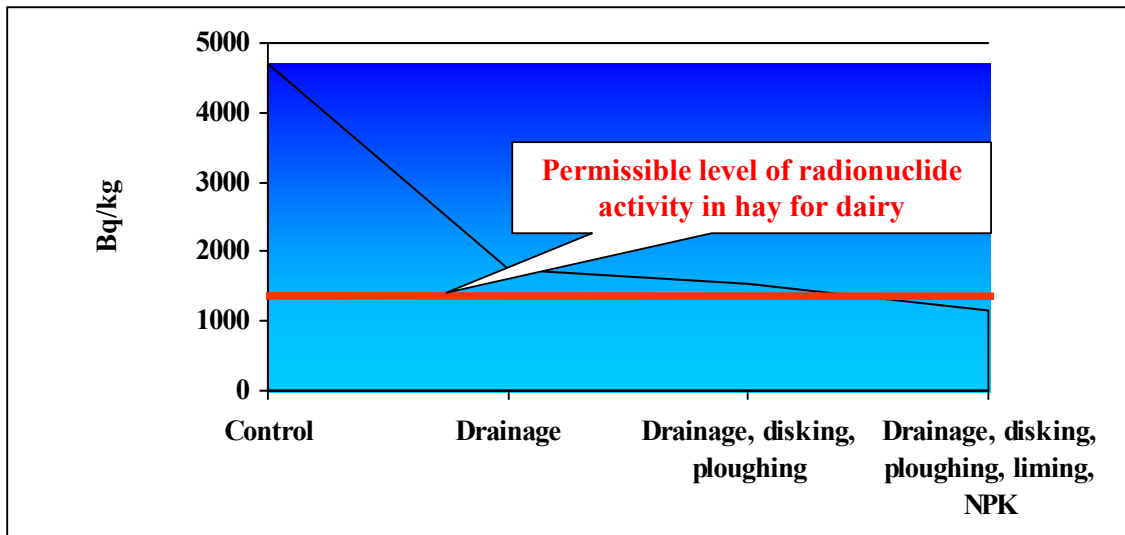 5000
4000
3000
2000
1000
0
Bq/kg
Permissible level of radionuclide
activity in hay for dairy
Control
Drainage
Drainage, disking,
ploughing
Drainage, disking,
ploughing, liming,
NPK